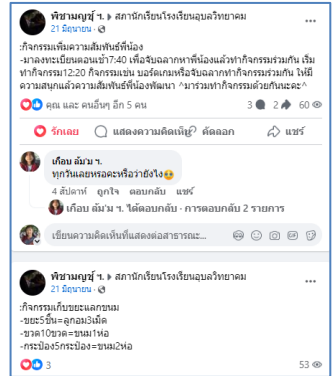 พิชามญชุ์ ฯ. ▸ สภานักเรียนโรงเรียนอุบลวิทยาคม
21 มิถุนายน ·
:กิจกรรมเพิ่มความสัมพันธ์พี่น้อง
-มาลงทะเบียนตอนเช้า7:40 เพื่อจับฉลากหาพี่น้องแล้วทำกิจกรรมร่วมกัน เริ่ม
ทำกิจกรรม12:20 กิจกรรมเช่น บอร์ดเกมหรือจับฉลากทำกิจกรรมร่วมกัน ให้มี
ความสนุกแล้วความสัมพันธ์พี่น้องพัฒนา ^มาร่วมทำกิจกรรมด้วยกันนะคะ^
คุณ และ คนอื่นๆ อีก 5 คน
3 2 60
รักเลย แสดงความคิดเห็น คัดลอก แชร์
เกือบ ล้ม'ม ฯ.
ทุกวันเลยหรอคะหรือว่ายังไง
4 สัปดาห์ ถูกใจ ตอบกลับ แชร์
เกือบ ล้ม'ม ฯ. ได้ตอบกลับ · การตอบกลับ 2 รายการ
เขียนความคิดเห็นที่แสดงต่อสาธารณะ...
พิชามญชุ์ ฯ. ▸ สภานักเรียนโรงเรียนอุบลวิทยาคม
21 มิถุนายน ·
:กิจกรรมเก็บขยะแลกขนม
-ขยะ5ชิ้น=ลูกอม3เม็ด
-ขวด10ขวด=ขนม1ห่อ
-กระป๋อง5กระป๋อง=ขนม2ห่อ
3
53